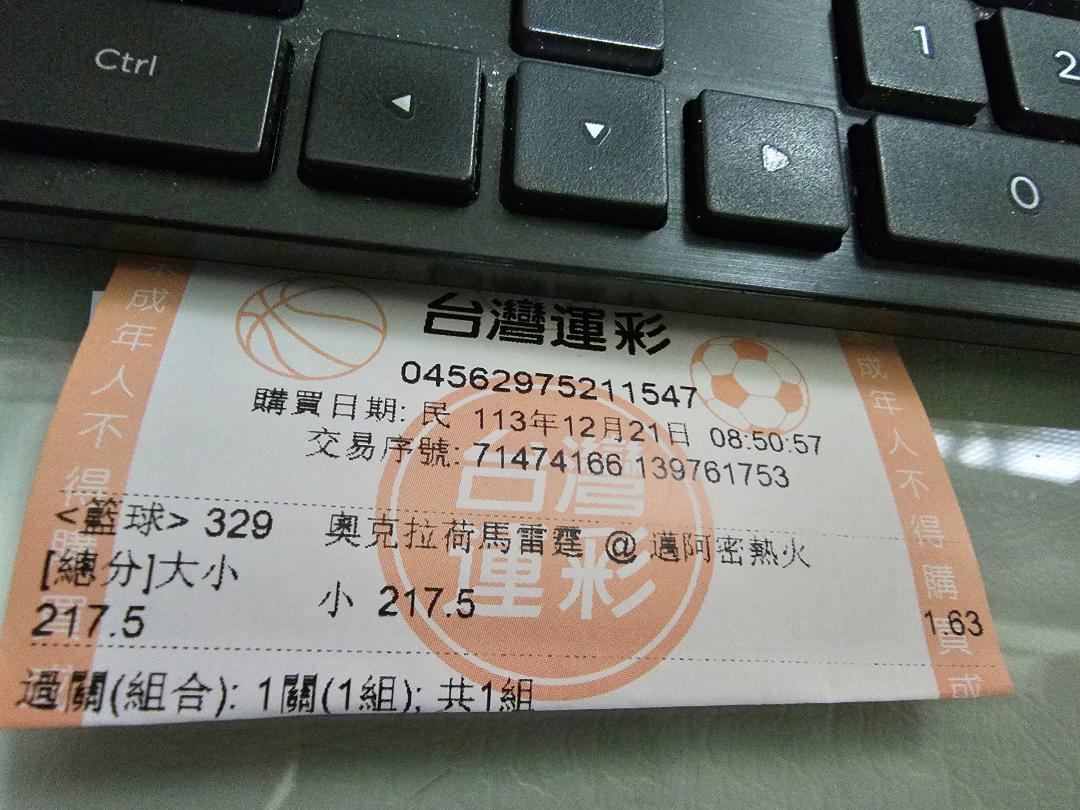 Ctrl
1
2
0
台灣運彩
04562975211547
購買日期: 民 113年12月21日 08:50:57
交易序號: 71474166 139761753
<籃球> 329 奧克拉荷馬雷霆 @ 邁阿密熱火
[總分]大小
217.5 小 217.5 1.63
過關(組合): 1關(1組); 共1組
成年人不得購買
成年人不得購買
台灣
運彩